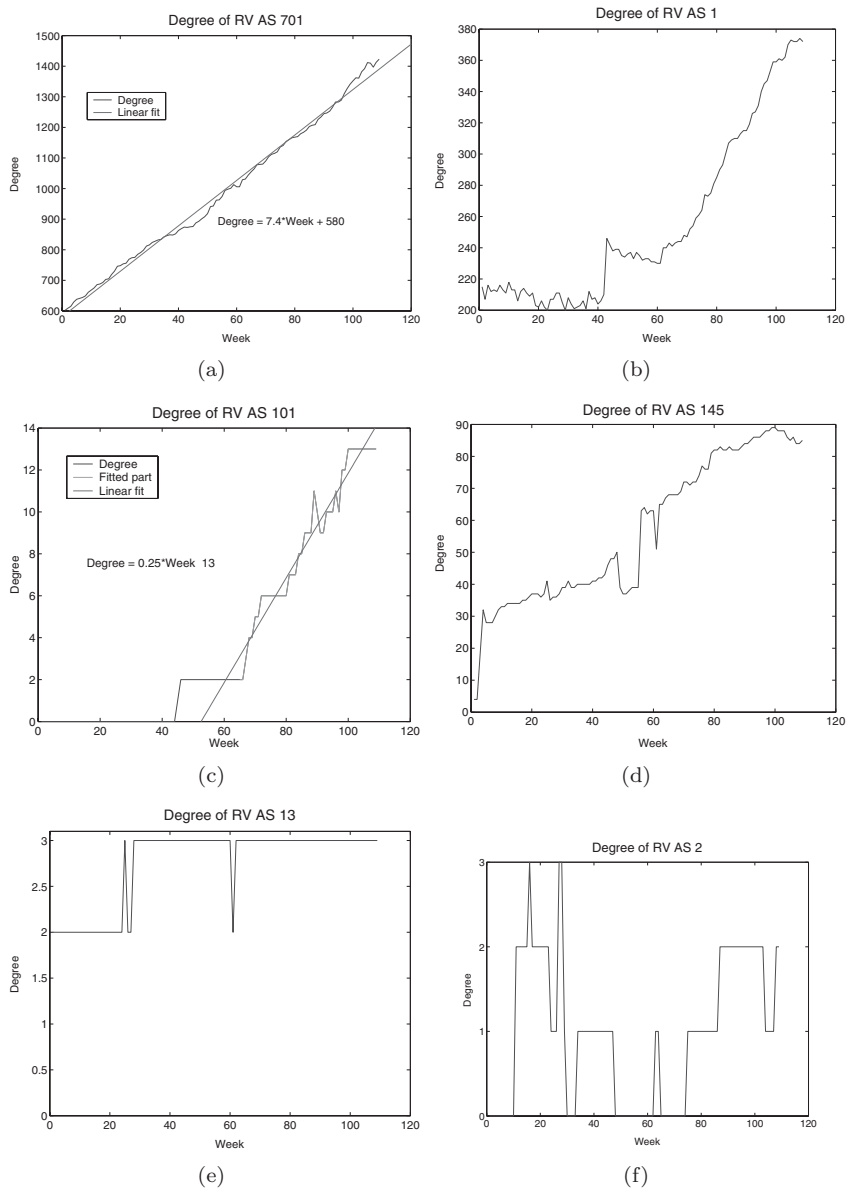 Degree of RV AS 701
1500
1400
1300
1200
1100
1000
900
800
700
600
0 20 40 60 80 100 120
Degree
Week
Degree
Linear fit
Degree = 7.4*Week + 580
(a)
Degree of RV AS 1
380
360
340
320
300
280
260
240
220
200
0 20 40 60 80 100 120
Degree
Week
(b)
Degree of RV AS 101
14
12
10
8
6
4
2
0
0 20 40 60 80 100 120
Degree
Week
Degree
Fitted part
Linear fit
Degree = 0.25*Week 13
(c)
Degree of RV AS 145
90
80
70
60
50
40
30
20
10
0
0 20 40 60 80 100 120
Degree
Week
(d)
Degree of RV AS 13
3
2.5
2
1.5
1
0.5
0
0 20 40 60 80 100 120
Degree
Week
(e)
Degree of RV AS 2
3
2
1
0
0 20 40 60 80 100 120
Degree
Week
(f)